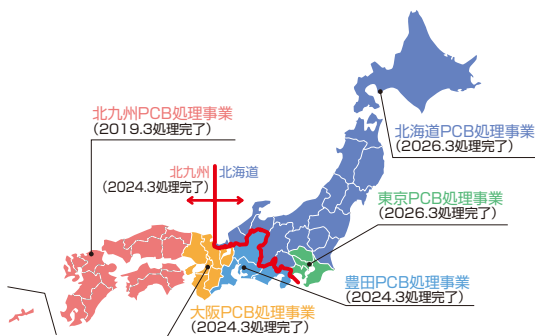 北九州PCB処理事業
（2019.3処理完了）
北海道PCB処理事業
（2026.3処理完了）
北九州 北海道
（2024.3処理完了）
東京PCB処理事業
（2026.3処理完了）
豊田PCB処理事業
（2024.3処理完了）
大阪PCB処理事業
（2024.3処理完了）